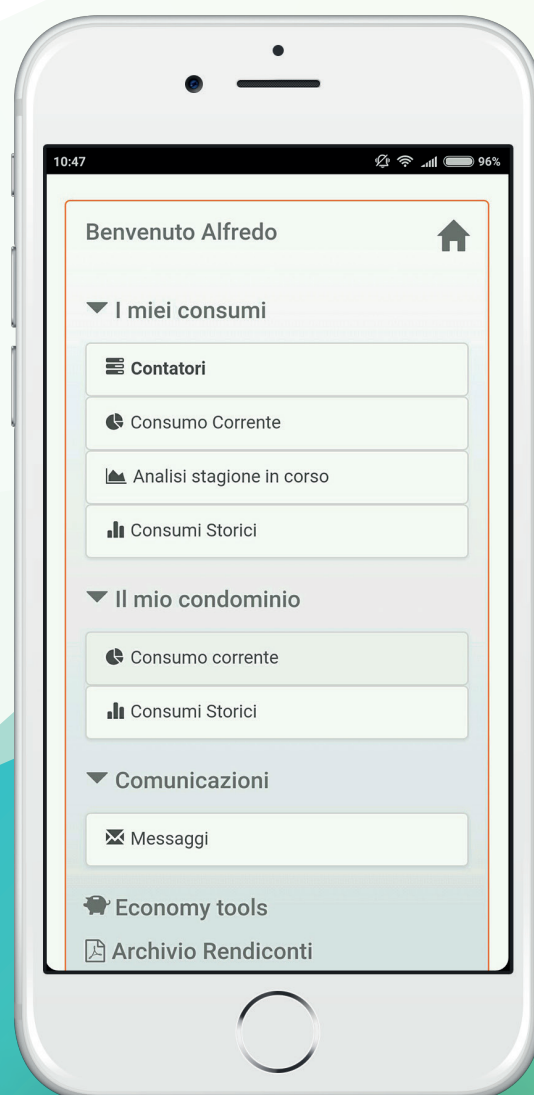 10:47 96%
Benvenuto Alfredo
I miei consumi
Contatori
Consumo Corrente
Analisi stagione in corso
Consumi Storici
Il mio condominio
Consumo corrente
Consumi Storici
Comunicazioni
Messaggi
Economy tools
Archivio Rendiconti